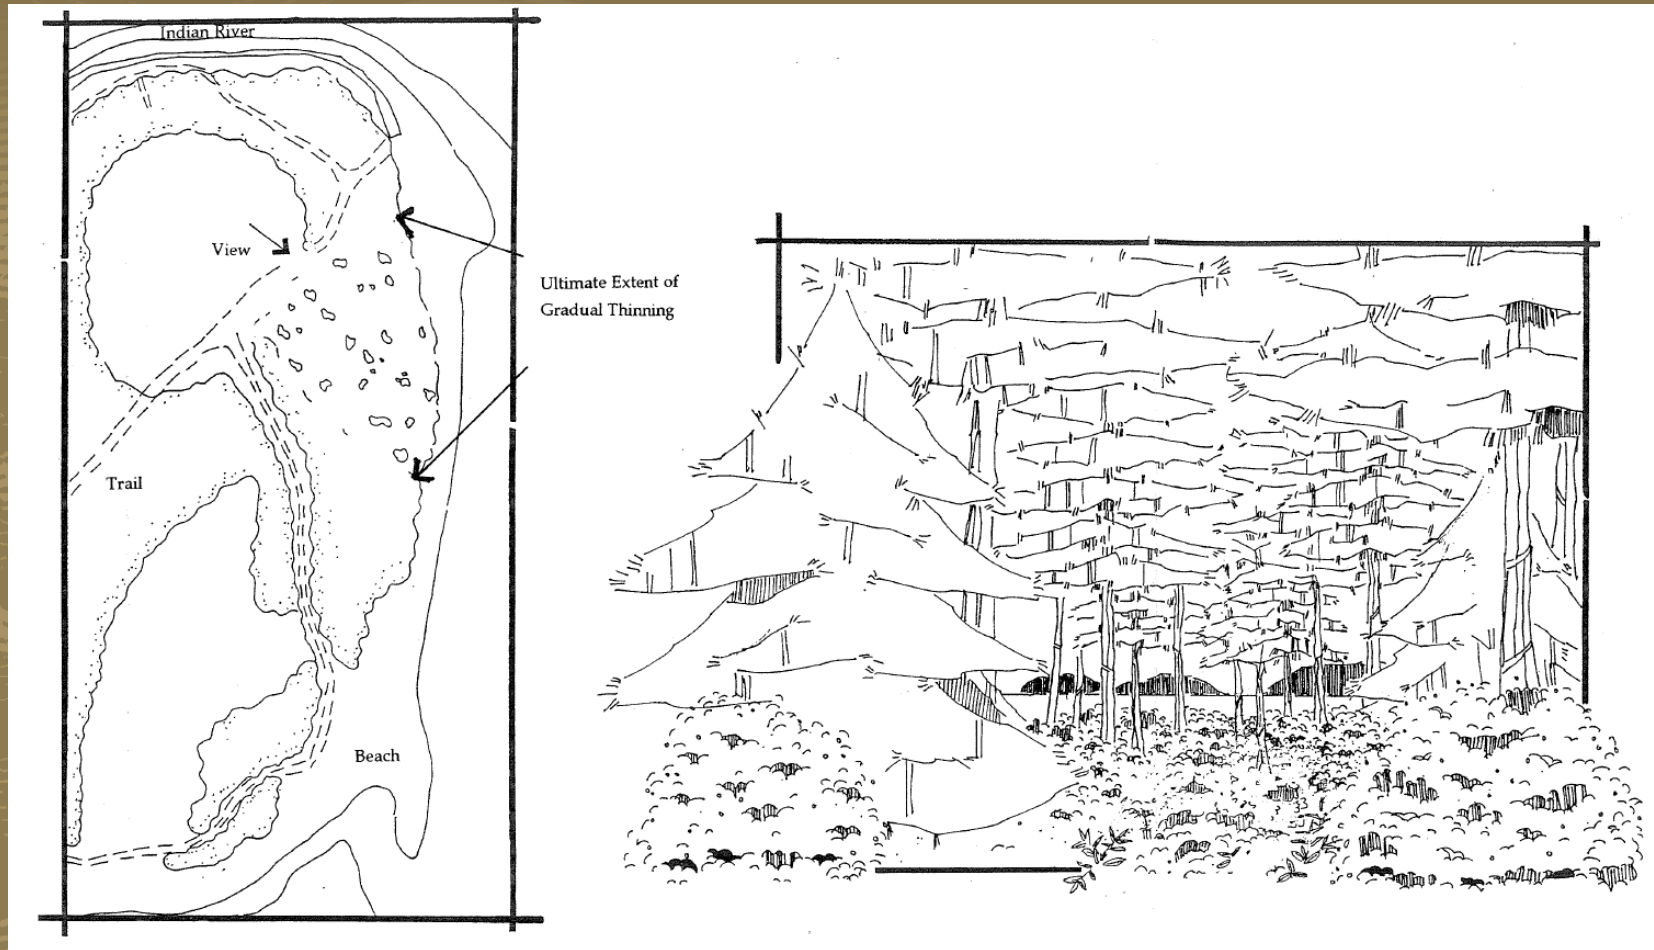 Indian River
View
Ultimate Extent of
Gradual Thinning
Trail
Beach